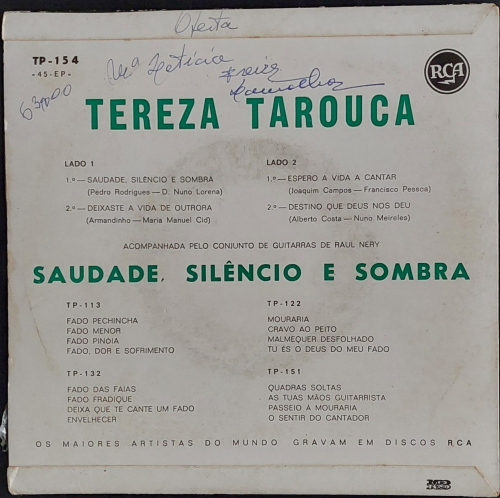 Oferta
TP-154
-45-EP-
Mª Letícia
RCA
63$00
TEREZA TAROUCA
LADO 1
1.º — SAUDADE, SILÊNCIO E SOMBRA
(Pedro Rodrigues — D. Nuno Lorena)
2.º — DEIXASTE A VIDA DE OUTRORA
(Armandinho — Maria Manuel Cid)
LADO 2
1.º — ESPERO A VIDA A CANTAR
(Joaquim Campos — Francisco Pessoa)
2.º — DESTINO QUE DEUS NOS DEU
(Alberto Costa — Nuno Meireles)
ACOMPANHADA PELO CONJUNTO DE GUITARRAS DE RAUL NERY
SAUDADE, SILÊNCIO E SOMBRA
TP-113
FADO PECHINCHA
FADO MENOR
FADO PINÓIA
FADO, DOR E SOFRIMENTO
TP-122
MOURARIA
CRAVO AO PEITO
MALMEQUER DESFOLHADO
TU ÉS O DEUS DO MEU FADO
TP-132
FADO DAS FAIAS
FADO FRADIQUE
DEIXA QUE TE CANTE UM FADO
ENVELHECER
TP-151
QUADRAS SOLTAS
AS TUAS MÃOS GUITARRISTA
PASSEIO À MOURARIA
O SENTIR DO CANTADOR
OS MAIORES ARTISTAS DO MUNDO GRAVAM EM DISCOS RCA